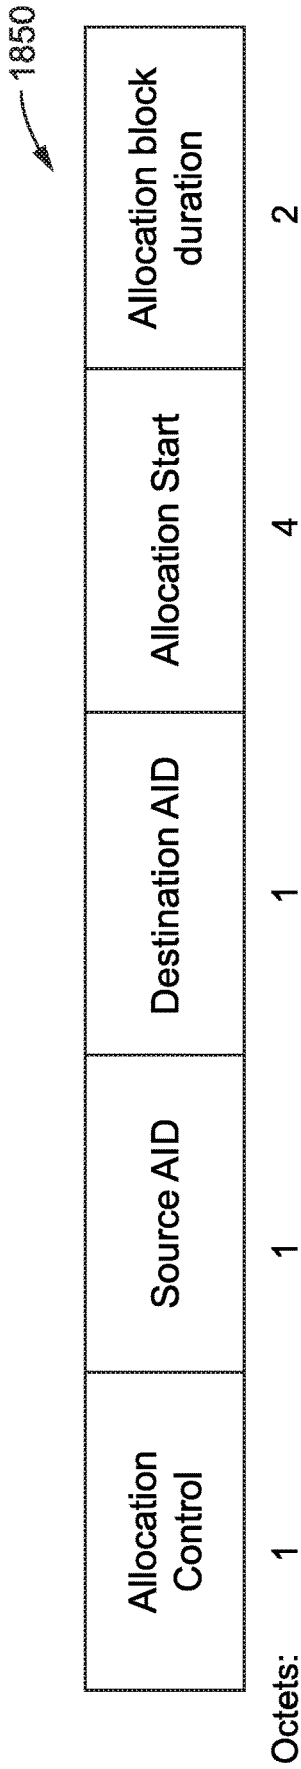 1850
Allocation
Control
Source AID
Destination AID
Allocation Start
Allocation block
duration
Octets:
1
1
1
4
2